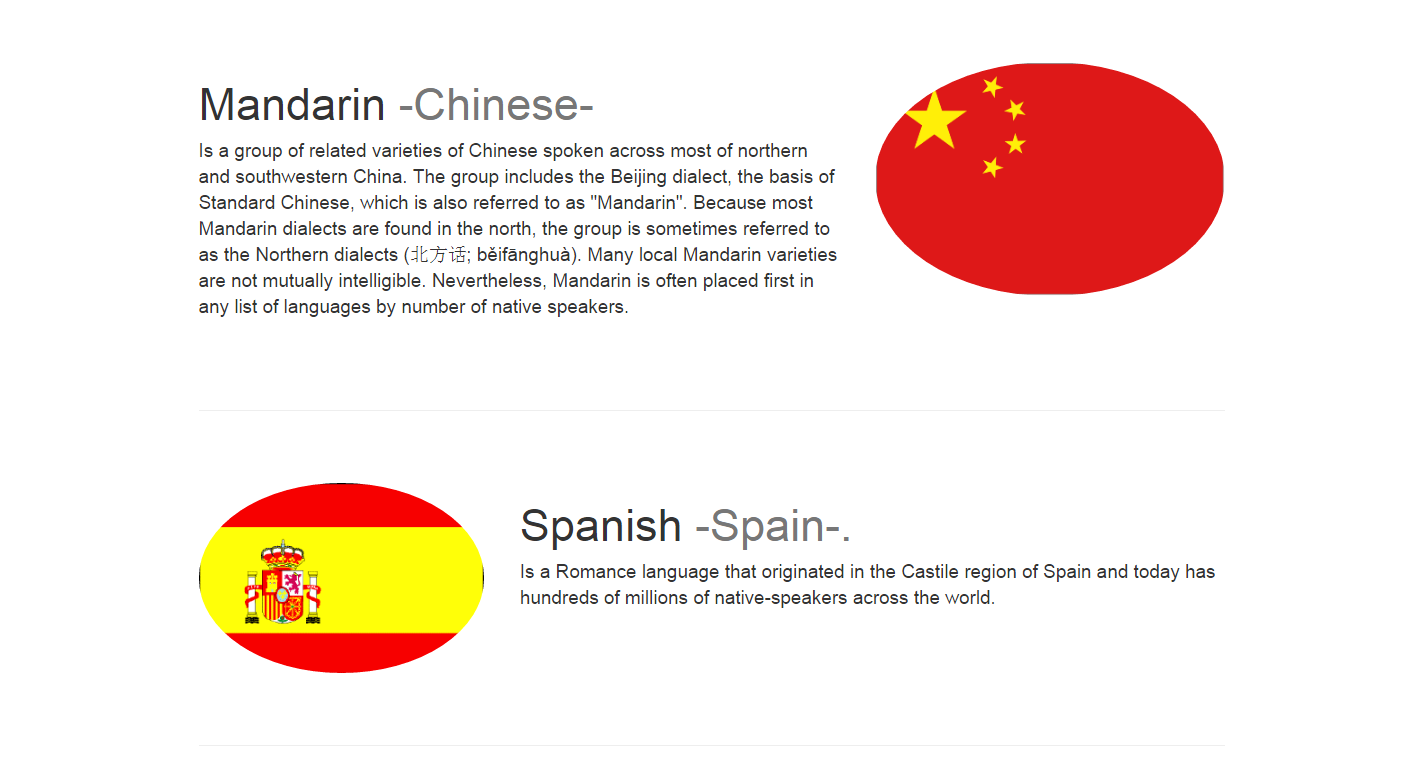 Mandarin -Chinese-
Is a group of related varieties of Chinese spoken across most of northern
and southwestern China. The group includes the Beijing dialect, the basis of
Standard Chinese, which is also referred to as "Mandarin". Because most
Mandarin dialects are found in the north, the group is sometimes referred to
as the Northern dialects (北方话; běifānghuà). Many local Mandarin varieties
are not mutually intelligible. Nevertheless, Mandarin is often placed first in
any list of languages by number of native speakers.
Spanish -Spain-.
Is a Romance language that originated in the Castile region of Spain and today has
hundreds of millions of native-speakers across the world.